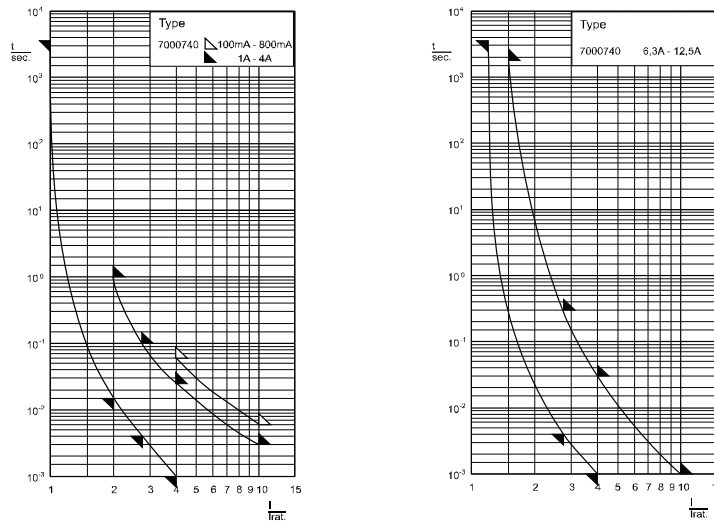 Type
7000740 100mA - 800mA
1A - 4A
t
sec.
10⁴
10³
10²
10¹
10⁰
10⁻¹
10⁻²
10⁻³
1 2 3 4 5 6 7 8 9 10 15
I
Irat.
Type
7000740 6,3A - 12,5A
t
sec.
10⁴
10³
10²
10¹
10⁰
10⁻¹
10⁻²
10⁻³
1 2 3 4 5 6 7 8 9 10
I
Irat.